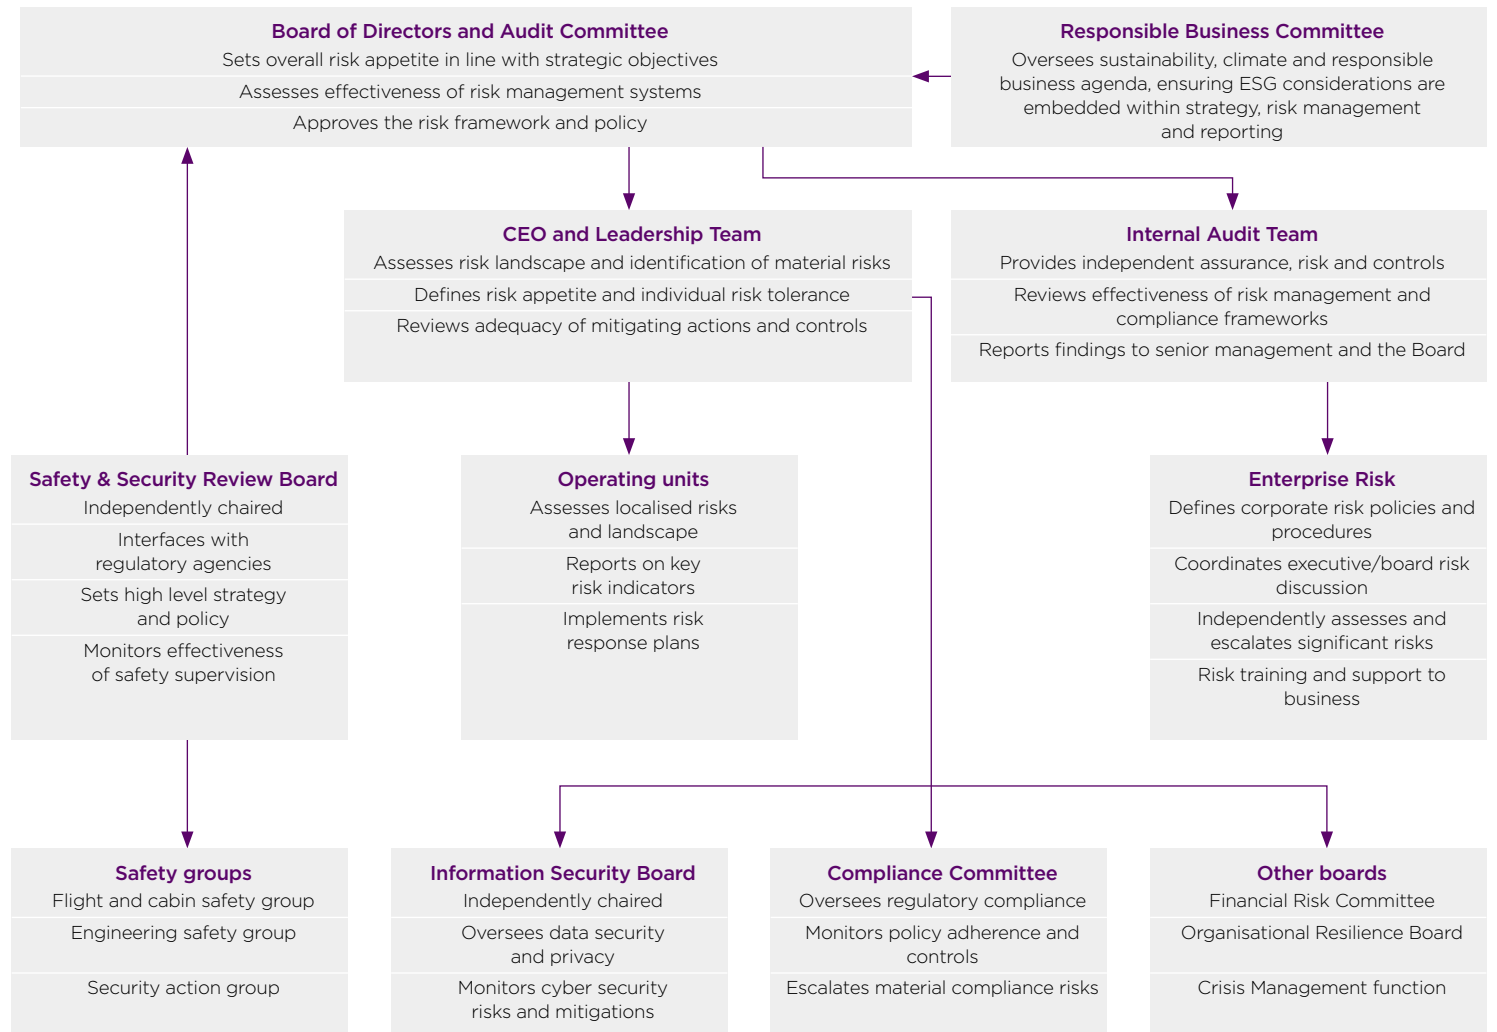 Board of Directors and Audit Committee
Sets overall risk appetite in line with strategic objectives
Assesses effectiveness of risk management systems
Approves the risk framework and policy
Responsible Business Committee
Oversees sustainability, climate and responsible
business agenda, ensuring ESG considerations are
embedded within strategy, risk management
and reporting
CEO and Leadership Team
Assesses risk landscape and identification of material risks
Defines risk appetite and individual risk tolerance
Reviews adequacy of mitigating actions and controls
Internal Audit Team
Provides independent assurance, risk and controls
Reviews effectiveness of risk management and
compliance frameworks
Reports findings to senior management and the Board
Safety & Security Review Board
Independently chaired
Interfaces with
regulatory agencies
Sets high level strategy
and policy
Monitors effectiveness
of safety supervision
Operating units
Assesses localised risks
and landscape
Reports on key
risk indicators
Implements risk
response plans
Enterprise Risk
Defines corporate risk policies and
procedures
Coordinates executive/board risk
discussion
Independently assesses and
escalates significant risks
Risk training and support to
business
Safety groups
Flight and cabin safety group
Engineering safety group
Security action group
Information Security Board
Independently chaired
Oversees data security
and privacy
Monitors cyber security
risks and mitigations
Compliance Committee
Oversees regulatory compliance
Monitors policy adherence and
controls
Escalates material compliance risks
Other boards
Financial Risk Committee
Organisational Resilience Board
Crisis Management function